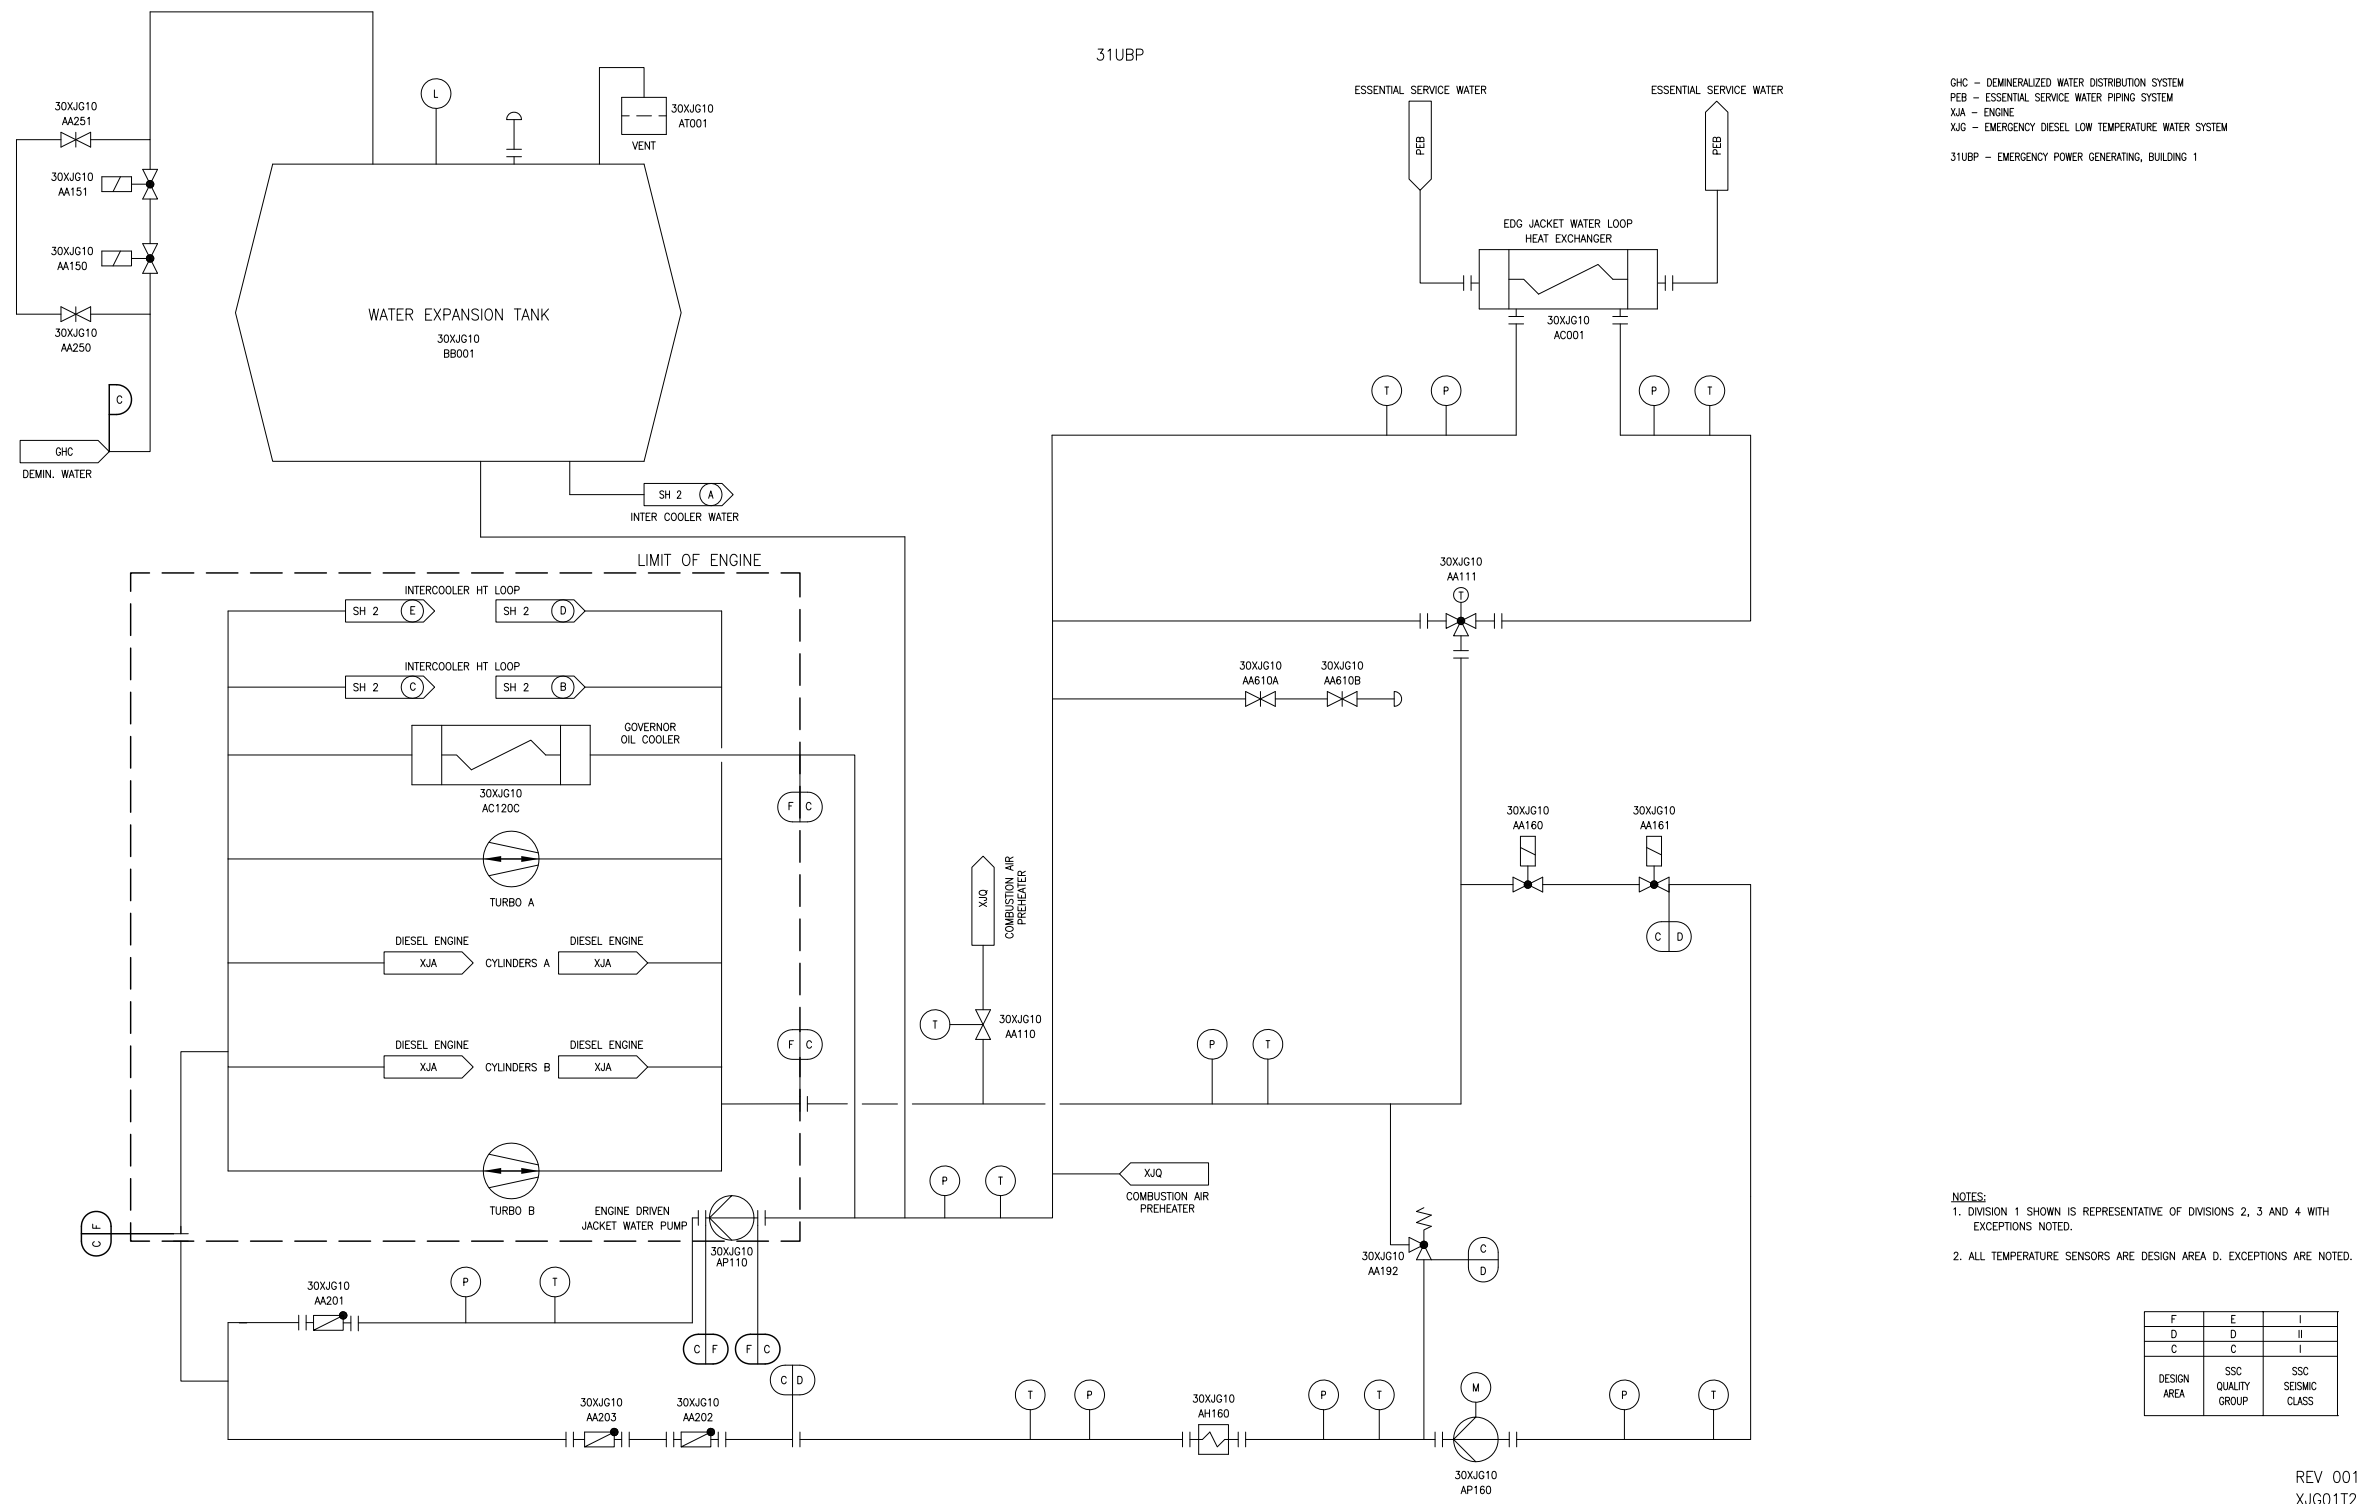 31UBP
GHC – DEMINERALIZED WATER DISTRIBUTION SYSTEM
PEB – ESSENTIAL SERVICE WATER PIPING SYSTEM
XJA – ENGINE
XJG – EMERGENCY DIESEL LOW TEMPERATURE WATER SYSTEM
31UBP – EMERGENCY POWER GENERATING, BUILDING 1
30XJG10
AA251
30XJG10
AA151
30XJG10
AA150
30XJG10
AA250
C
GHC
DEMIN. WATER
L
30XJG10
AT001
VENT
WATER EXPANSION TANK
30XJG10
BB001
SH 2 A
INTER COOLER WATER
ESSENTIAL SERVICE WATER
PEB
ESSENTIAL SERVICE WATER
PEB
EDG JACKET WATER LOOP
HEAT EXCHANGER
30XJG10
AC001
T
P
P
T
30XJG10
AA111
T
30XJG10
AA610A
30XJG10
AA610B
LIMIT OF ENGINE
INTERCOOLER HT LOOP
SH 2 E
SH 2 D
INTERCOOLER HT LOOP
SH 2 C
SH 2 B
GOVERNOR
OIL COOLER
30XJG10
AC120C
F C
TURBO A
DIESEL ENGINE
XJA
CYLINDERS A
DIESEL ENGINE
XJA
F C
DIESEL ENGINE
XJA
CYLINDERS B
DIESEL ENGINE
XJA
TURBO B
XJQ
COMBUSTION AIR
PREHEATER
T
30XJG10
AA110
P
T
30XJG10
AA160
30XJG10
AA161
C D
P
T
XJQ
COMBUSTION AIR
PREHEATER
ENGINE DRIVEN
JACKET WATER PUMP
30XJG10
AP110
C F
30XJG10
AA201
P
T
C F
F C
C D
30XJG10
AA192
C
D
30XJG10
AA203
30XJG10
AA202
T
P
30XJG10
AH160
P
T
M
30XJG10
AP160
P
T
NOTES:
1. DIVISION 1 SHOWN IS REPRESENTATIVE OF DIVISIONS 2, 3 AND 4 WITH
EXCEPTIONS NOTED.
2. ALL TEMPERATURE SENSORS ARE DESIGN AREA D. EXCEPTIONS ARE NOTED.
F E I
D D II
C C I
DESIGN
AREA
SSC
QUALITY
GROUP
SSC
SEISMIC
CLASS
REV 001
XJG01T2